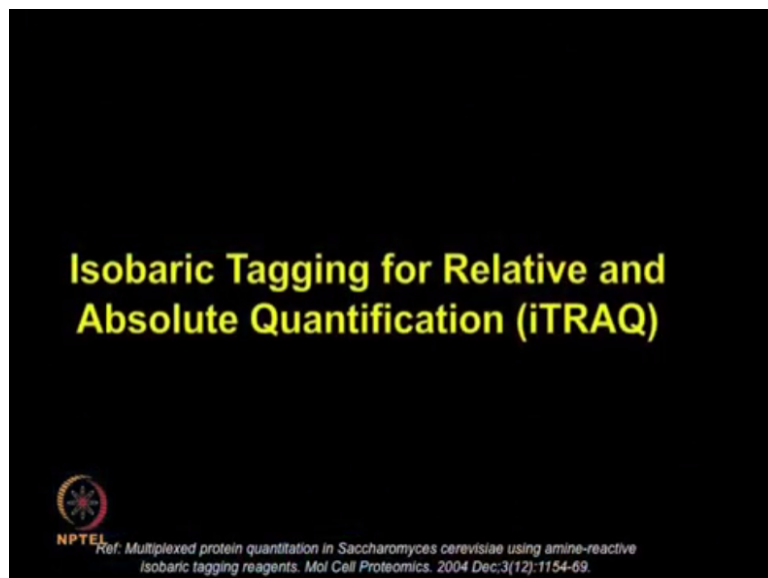 Isobaric Tagging for Relative and
Absolute Quantification (iTRAQ)
NPTEL
Ref: Multiplexed protein quantitation in Saccharomyces cerevisiae using amine-reactive
isobaric tagging reagents. Mol Cell Proteomics. 2004 Dec;3(12):1154-69.